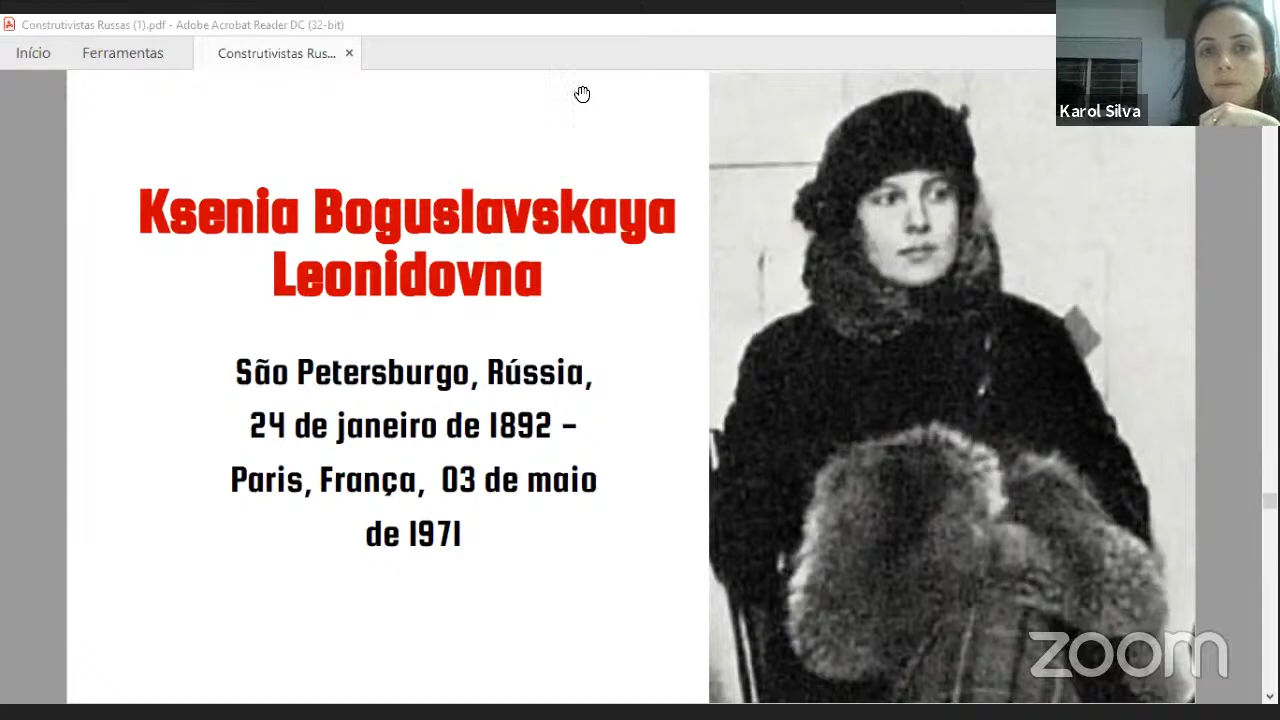 Construtivistas Russas (1).pdf - Adobe Acrobat Reader DC (32-bit)
Início Ferramentas Construtivistas Rus... ×
Karol Silva
Ksenia Boguslavskaya
Leonidovna
São Petersburgo, Rússia,
24 de janeiro de 1892 -
Paris, França, 03 de maio
de 1971
zoom